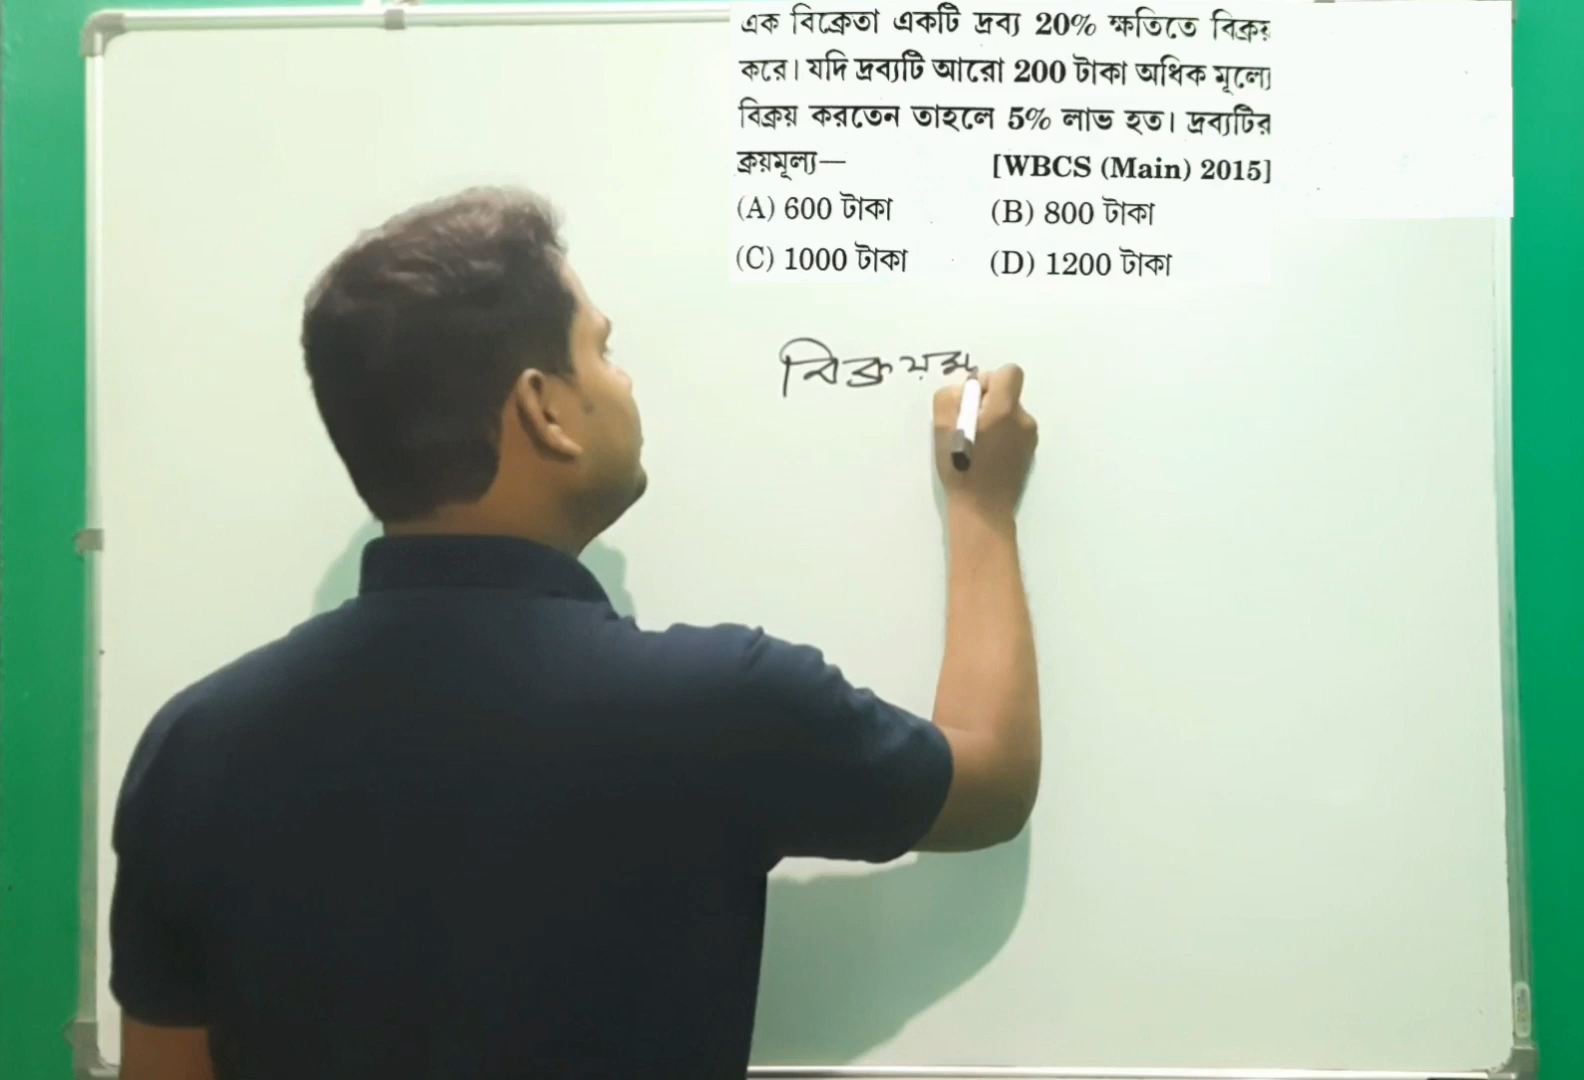 এক বিক্রেতা একটি দ্রব্য 20% ক্ষতিতে বিক্রয়
করে। যদি দ্রব্যটি আরো 200 টাকা অধিক মূল্যে
বিক্রয় করতেন তাহলে 5% লাভ হত। দ্রব্যটির
ক্রয়মূল্য— [WBCS (Main) 2015]
(A) 600 টাকা (B) 800 টাকা
(C) 1000 টাকা (D) 1200 টাকা
বিক্রয়মূ